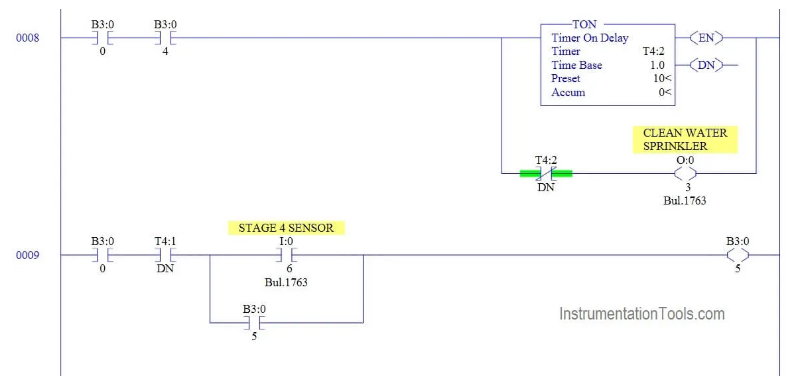 B3:0 B3:0
0008
0 4
TON
Timer On Delay
Timer T4:2
Time Base 1.0
Preset 10<
Accum 0<
EN
DN
CLEAN WATER
SPRINKLER
T4:2 O:0
DN 3
Bul.1763
STAGE 4 SENSOR
B3:0 T4:1 I:0 B3:0
0009
0 DN 6 5
Bul.1763
B3:0
5
InstrumentationTools.com